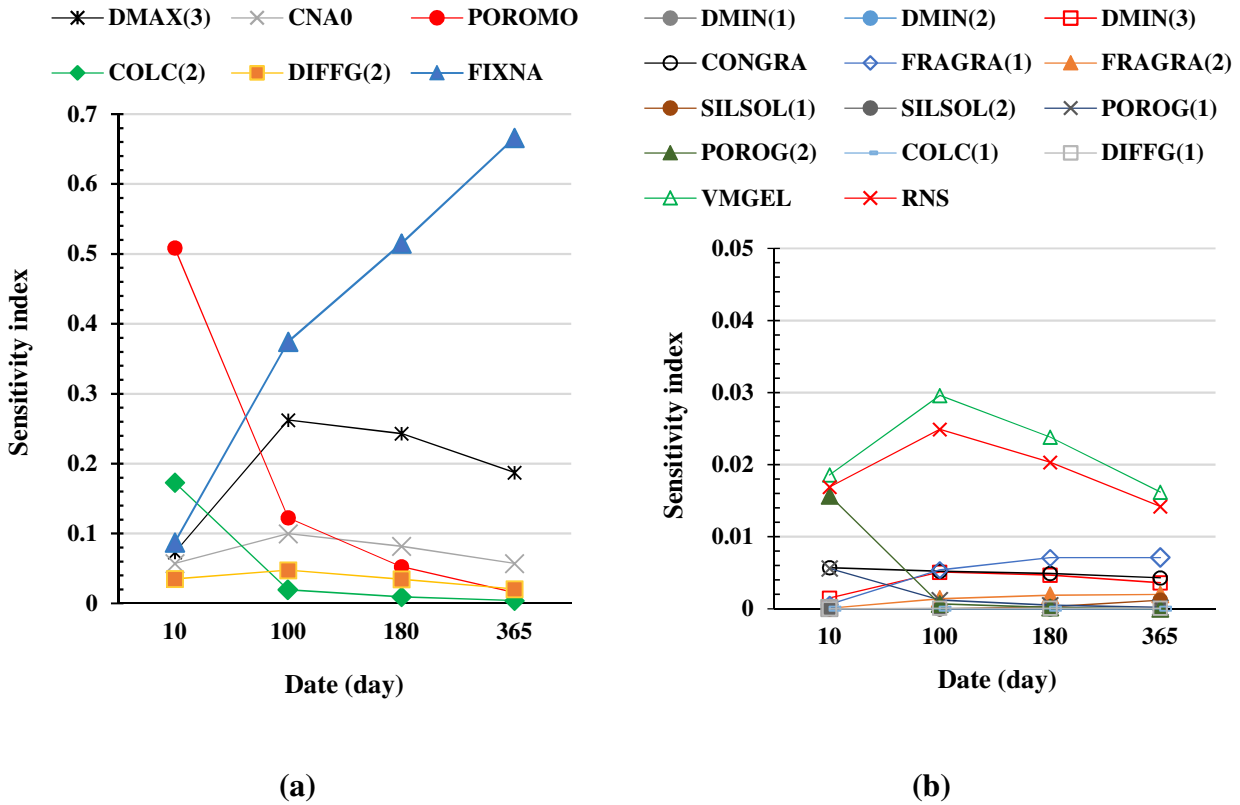 DMAX(3) CNA0 POROMO
COLC(2) DIFFG(2) FIXNA
0.7
0.6
0.5
0.4
0.3
0.2
0.1
0
Sensitivity index
10 100 180 365
Date (day)
(a)
DMIN(1) DMIN(2) DMIN(3)
CONGRA FRAGRA(1) FRAGRA(2)
SILSOL(1) SILSOL(2) POROG(1)
POROG(2) COLC(1) DIFFG(1)
VMGEL RNS
0.05
0.04
0.03
0.02
0.01
0
Sensitivity index
10 100 180 365
Date (day)
(b)